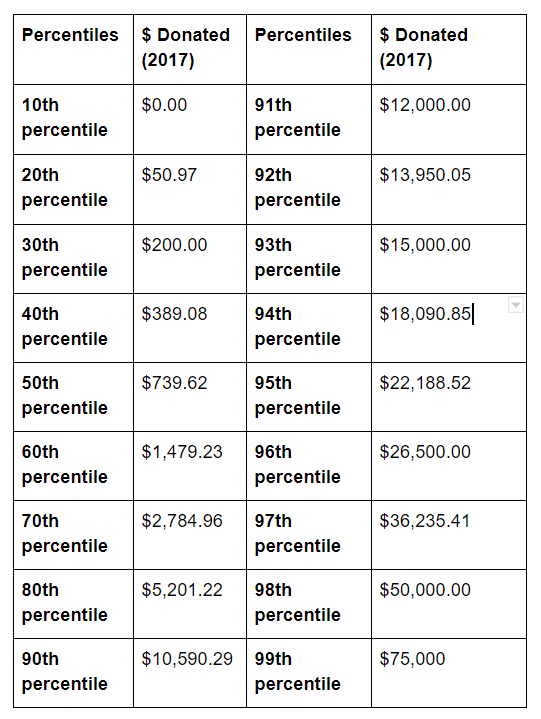 Percentiles $ Donated (2017) Percentiles $ Donated (2017)
10th percentile $0.00 91th percentile $12,000.00
20th percentile $50.97 92th percentile $13,950.05
30th percentile $200.00 93th percentile $15,000.00
40th percentile $389.08 94th percentile $18,090.85
50th percentile $739.62 95th percentile $22,188.52
60th percentile $1,479.23 96th percentile $26,500.00
70th percentile $2,784.96 97th percentile $36,235.41
80th percentile $5,201.22 98th percentile $50,000.00
90th percentile $10,590.29 99th percentile $75,000